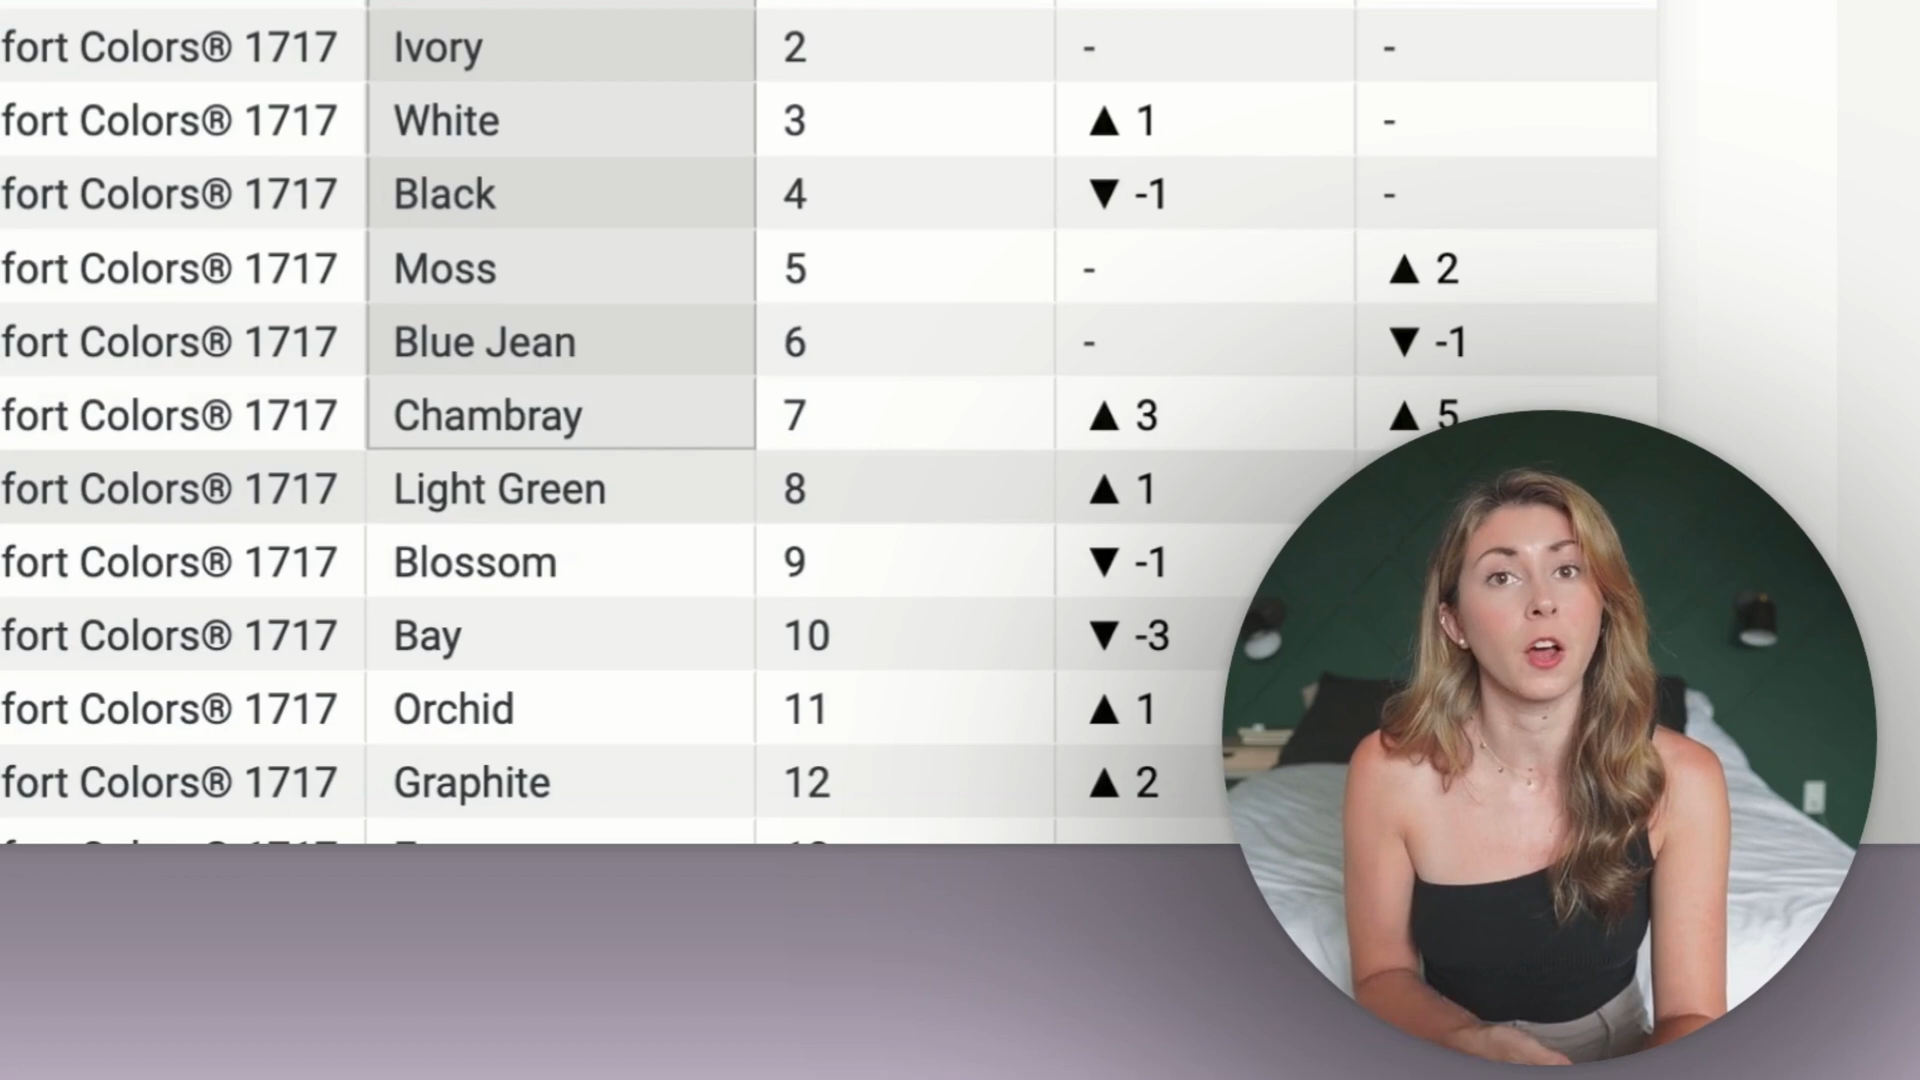 fort Colors® 1717 Ivory 2 - -
fort Colors® 1717 White 3 ▲ 1 -
fort Colors® 1717 Black 4 ▼ -1 -
fort Colors® 1717 Moss 5 - ▲ 2
fort Colors® 1717 Blue Jean 6 - ▼ -1
fort Colors® 1717 Chambray 7 ▲ 3 ▲ 5
fort Colors® 1717 Light Green 8 ▲ 1
fort Colors® 1717 Blossom 9 ▼ -1
fort Colors® 1717 Bay 10 ▼ -3
fort Colors® 1717 Orchid 11 ▲ 1
fort Colors® 1717 Graphite 12 ▲ 2